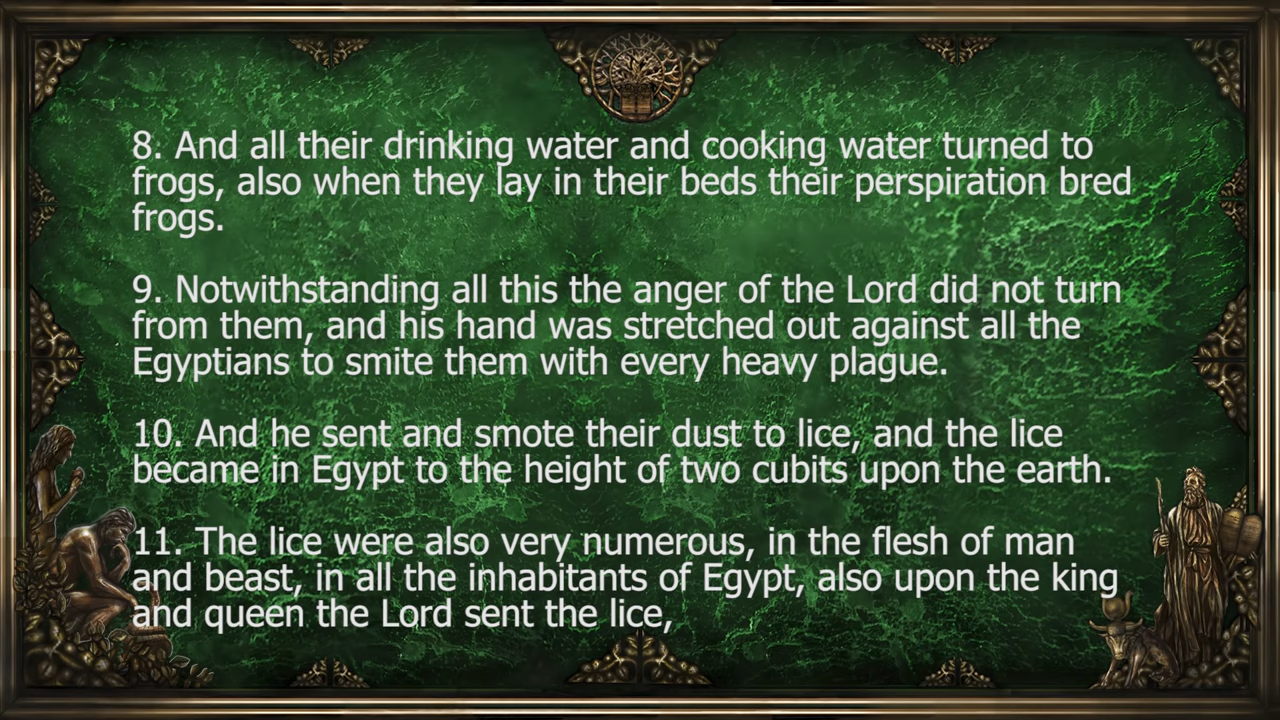 8. And all their drinking water and cooking water turned to
frogs, also when they lay in their beds their perspiration bred
frogs.
9. Notwithstanding all this the anger of the Lord did not turn
from them, and his hand was stretched out against all the
Egyptians to smite them with every heavy plague.
10. And he sent and smote their dust to lice, and the lice
became in Egypt to the height of two cubits upon the earth.
11. The lice were also very numerous, in the flesh of man
and beast, in all the inhabitants of Egypt, also upon the king
and queen the Lord sent the lice,